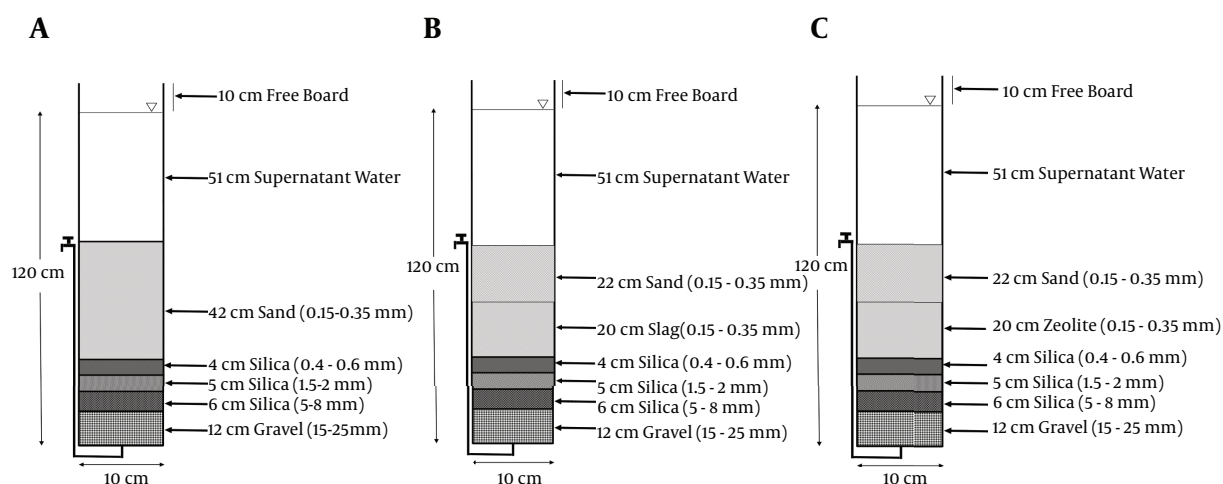 A
10 cm Free Board
51 cm Supernatant Water
120 cm
42 cm Sand (0.15-0.35 mm)
4 cm Silica (0.4 - 0.6 mm)
5 cm Silica (1.5-2 mm)
6 cm Silica (5-8 mm)
12 cm Gravel (15-25mm)
10 cm
B
10 cm Free Board
51 cm Supernatant Water
120 cm
22 cm Sand (0.15 - 0.35 mm)
20 cm Slag(0.15 - 0.35 mm)
4 cm Silica (0.4 - 0.6 mm)
5 cm Silica (1.5 - 2 mm)
6 cm Silica (5 - 8 mm)
12 cm Gravel (15 - 25 mm)
10 cm
C
10 cm Free Board
51 cm Supernatant Water
120 cm
22 cm Sand (0.15 - 0.35 mm)
20 cm Zeolite (0.15 - 0.35 mm)
4 cm Silica (0.4 - 0.6 mm)
5 cm Silica (1.5 - 2 mm)
6 cm Silica (5 - 8 mm)
12 cm Gravel (15 - 25 mm)
10 cm